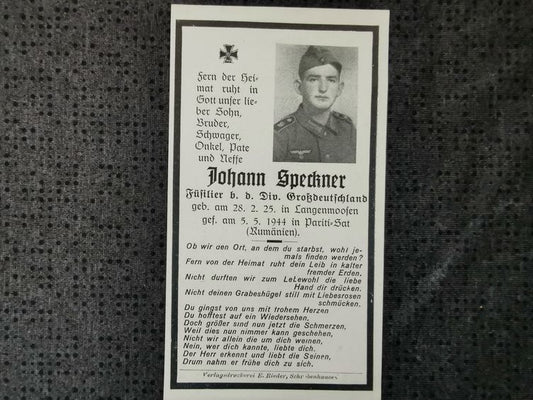 Fern der Hei-
mat ruht in
Gott unser lie-
ber Sohn,
Bruder,
Schwager,
Onkel, Pate
und Neffe
Johann Speckner
Füsilier b. d. Div. Großdeutschland
geb. am 28. 2. 25. in Langenmoosen
gef. am 5. 5. 1944 in Pariti-Sat
(Rumänien).
Ob wir den Ort, an dem du starbst, wohl je-
mals finden werden?
Fern von der Heimat ruht dein Leib in kalter
fremder Erden.
Nicht durften wir zum LeLewohl die liebe
Hand dir drücken.
Nicht deinen Grabeshügel still mit Liebesrosen
schmücken.
Du gingst von uns mit frohem Herzen
Du hofftest auf ein Wiedersehen,
Doch größer sind nun jetzt die Schmerzen,
Weil dies nun nimmer kann geschehen.
Nicht wir allein die um dich weinen,
Nein, wer dich kannte, liebte dich.
Der Herr erkennt und liebt die Seinen,
Drum nahm er frühe dich zu sich.
Verlagsdruckerei E. Rieder, Schrobenhausen